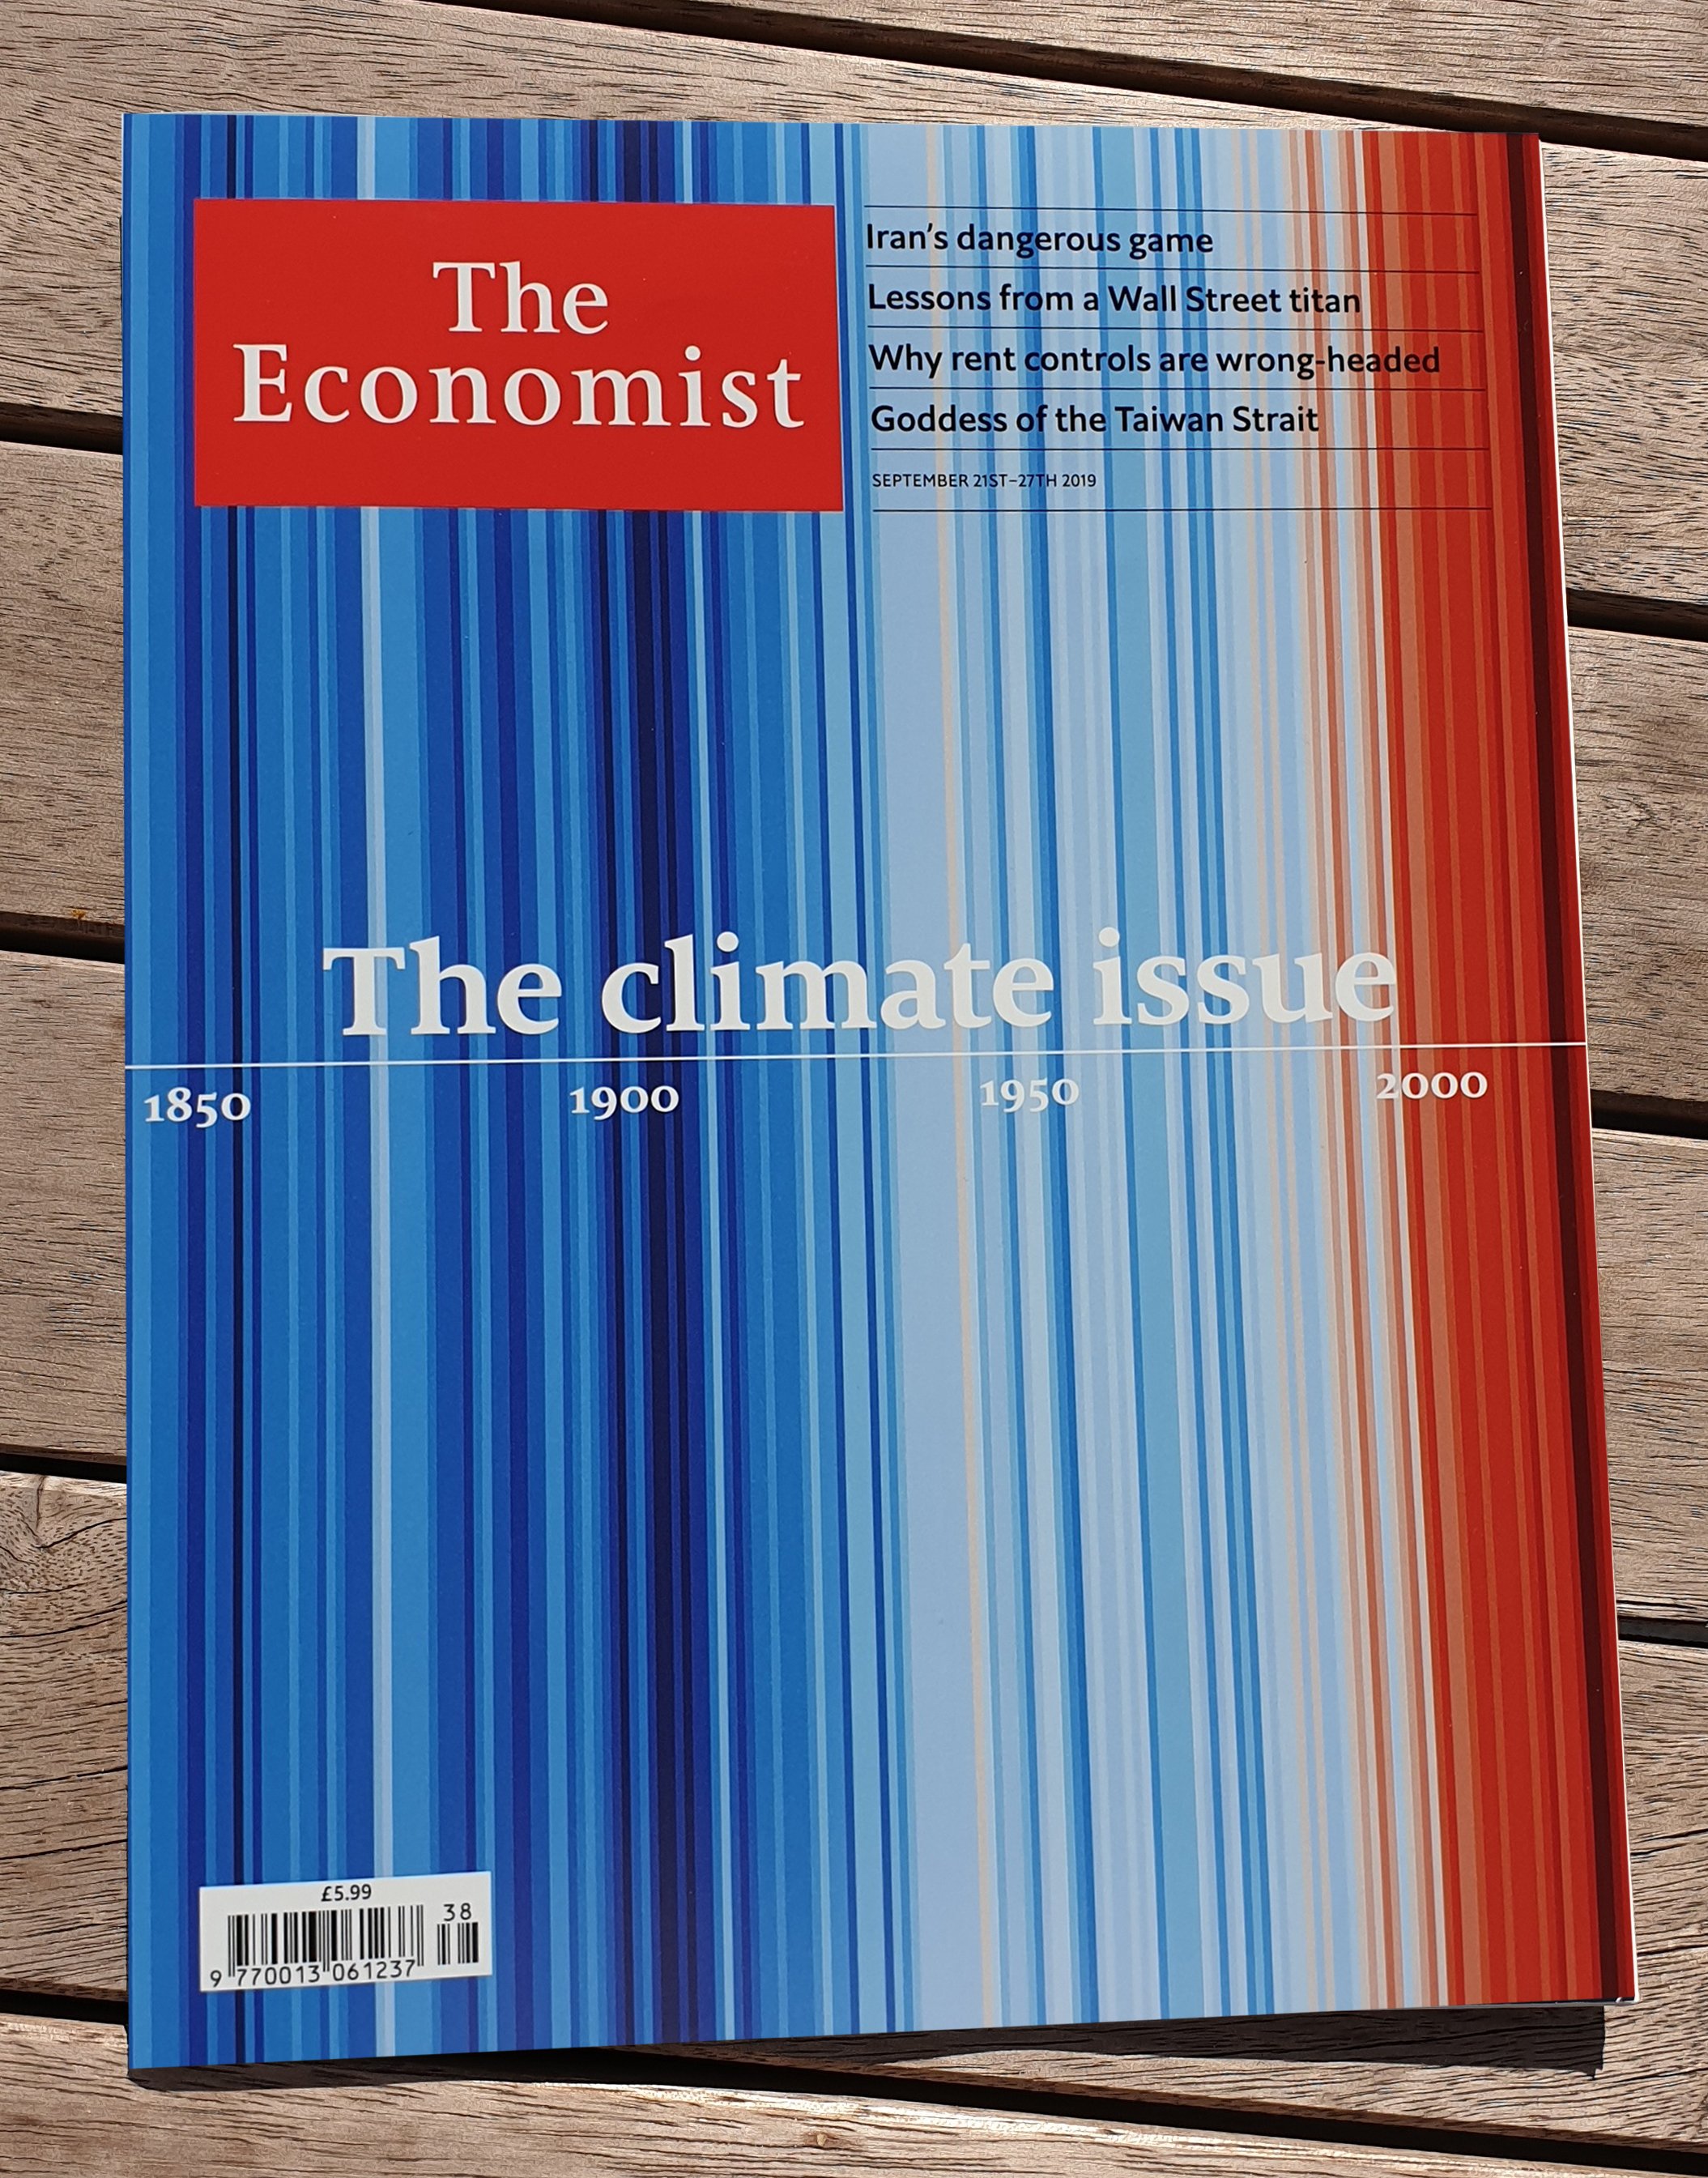 The
Economist
Iran's dangerous game
Lessons from a Wall Street titan
Why rent controls are wrong-headed
Goddess of the Taiwan Strait
SEPTEMBER 21ST–27TH 2019
The climate issue
1850 1900 1950 2000
£5.99
38
9 770013 061237